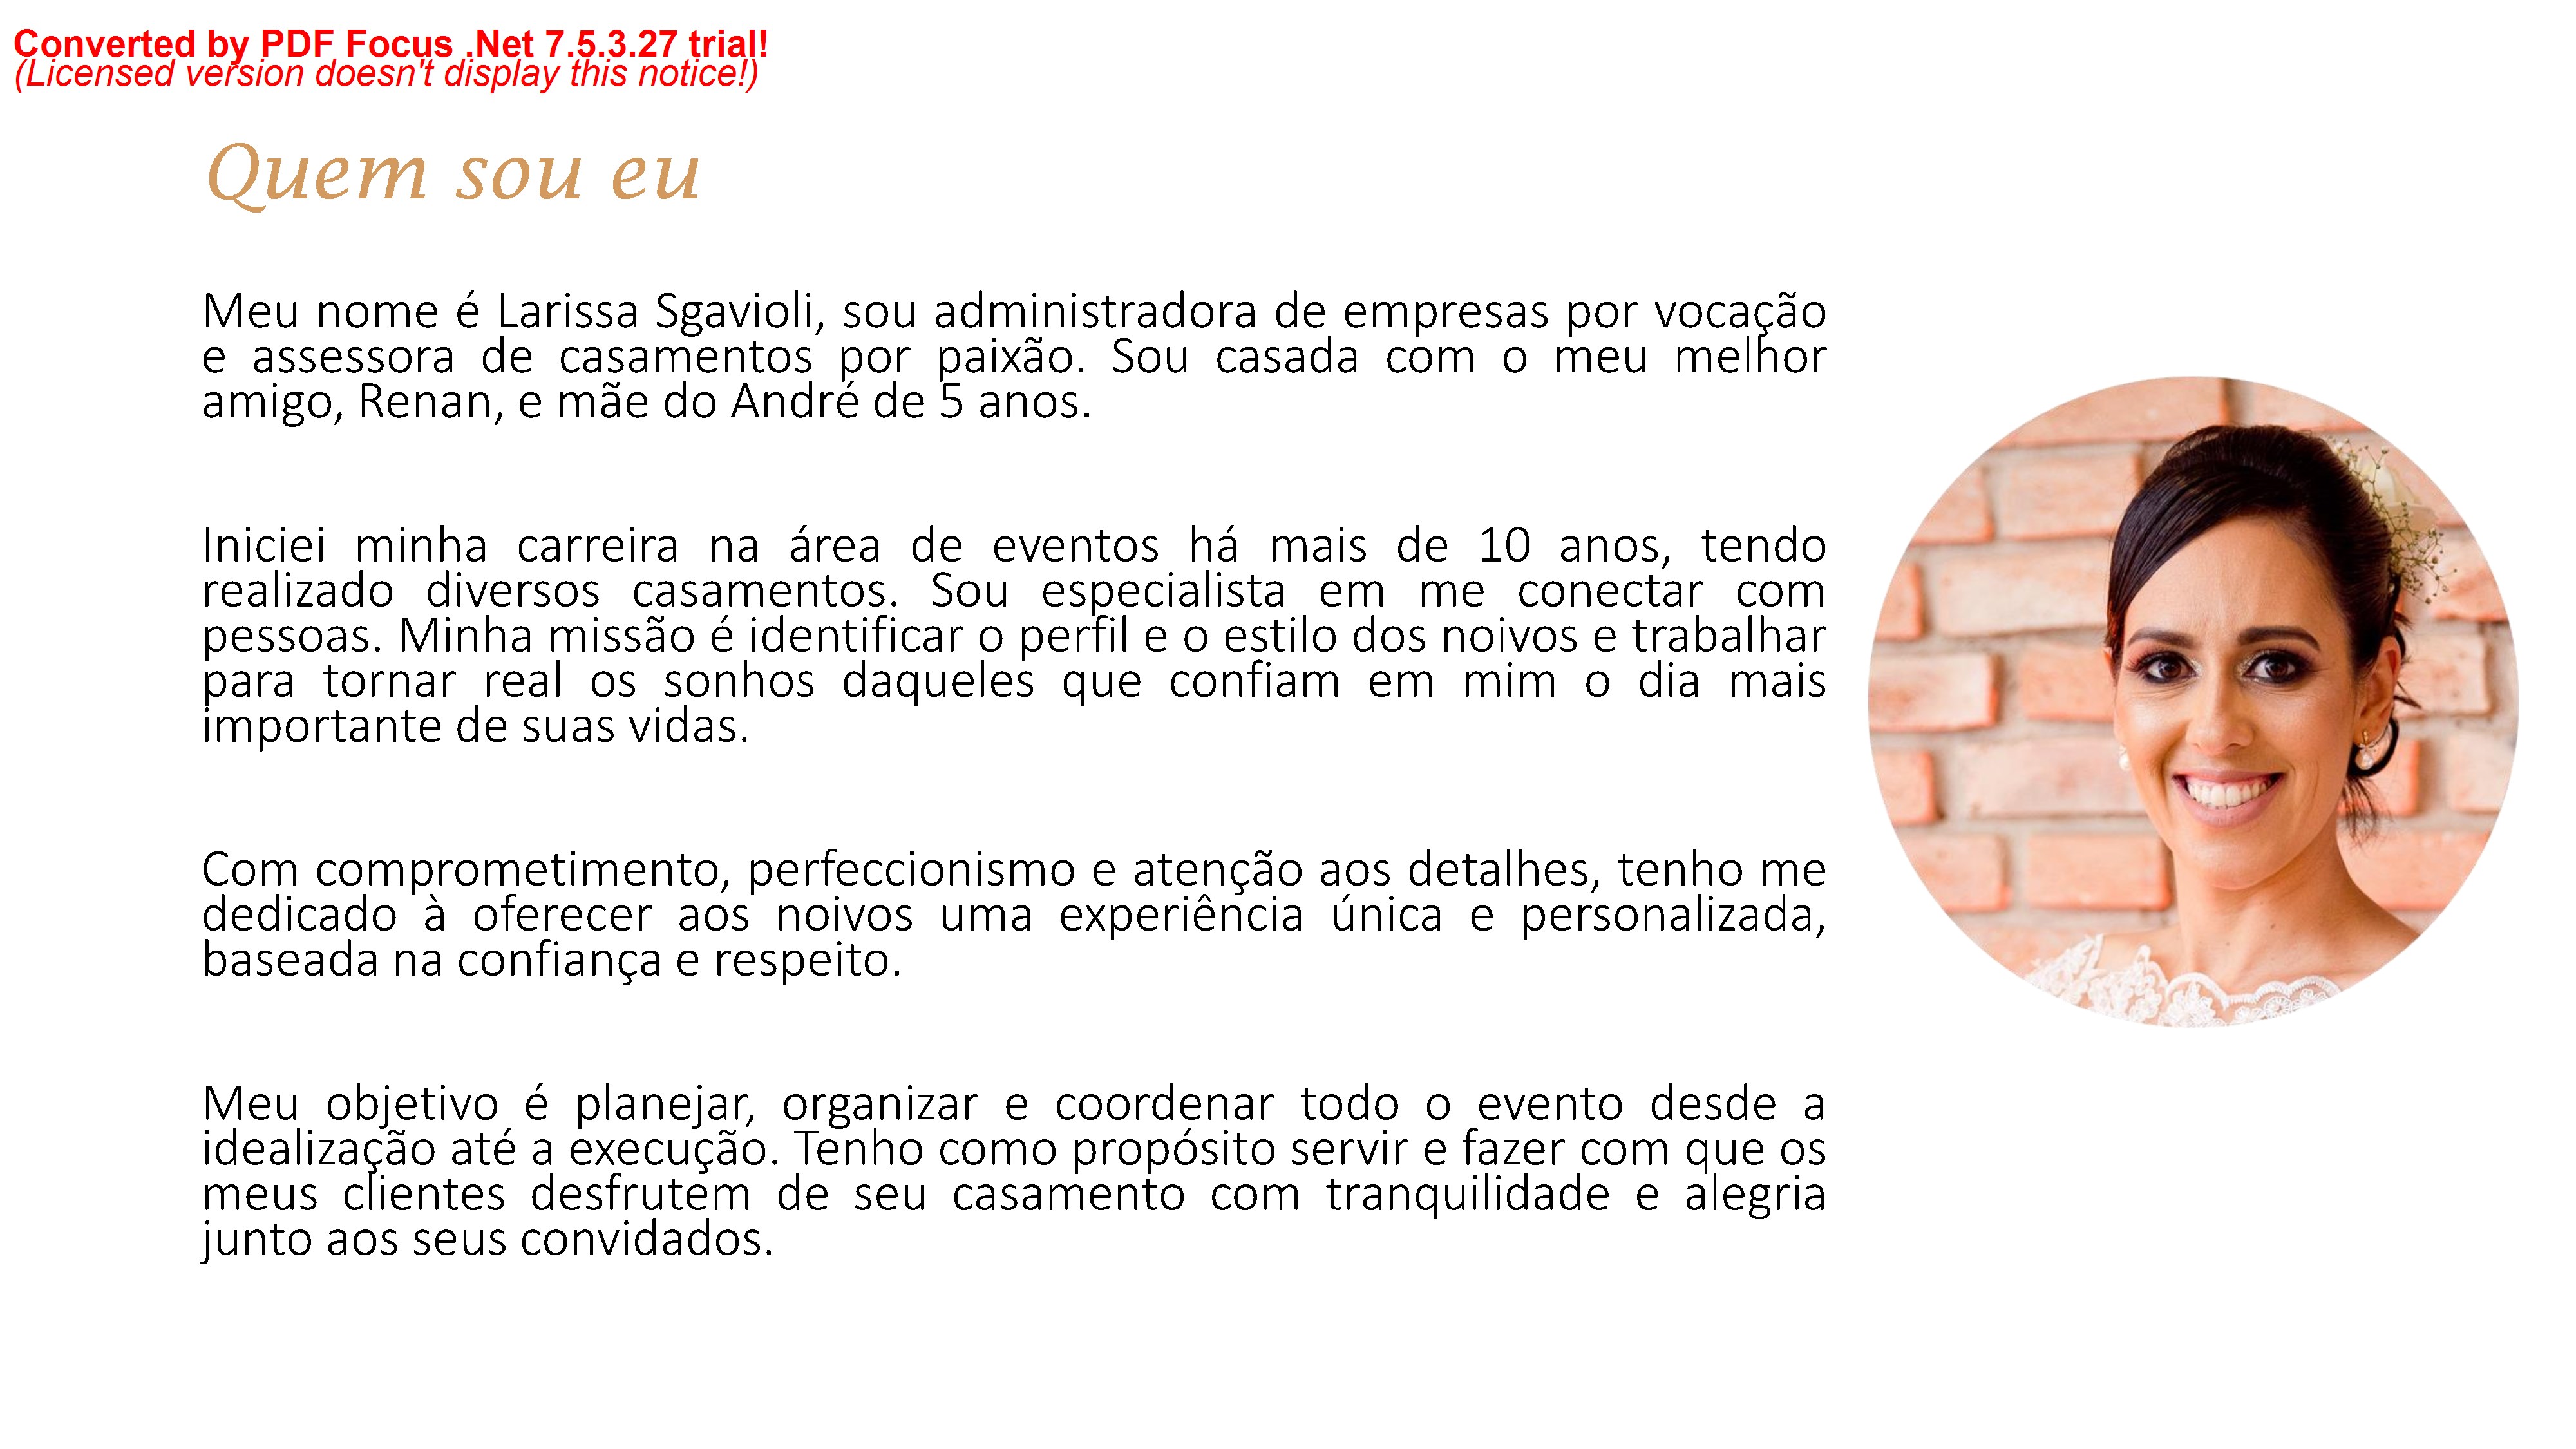 Converted by PDF Focus .Net 7.5.3.27 trial!
(Licensed version doesn't display this notice!)
Quem sou eu
Meu nome é Larissa Sgavioli, sou administradora de empresas por vocação
e assessora de casamentos por paixão. Sou casada com o meu melhor
amigo, Renan, e mãe do André de 5 anos.
Iniciei minha carreira na área de eventos há mais de 10 anos, tendo
realizado diversos casamentos. Sou especialista em me conectar com
pessoas. Minha missão é identificar o perfil e o estilo dos noivos e trabalhar
para tornar real os sonhos daqueles que confiam em mim o dia mais
importante de suas vidas.
Com comprometimento, perfeccionismo e atenção aos detalhes, tenho me
dedicado à oferecer aos noivos uma experiência única e personalizada,
baseada na confiança e respeito.
Meu objetivo é planejar, organizar e coordenar todo o evento desde a
idealização até a execução. Tenho como propósito servir e fazer com que os
meus clientes desfrutem de seu casamento com tranquilidade e alegria
junto aos seus convidados.